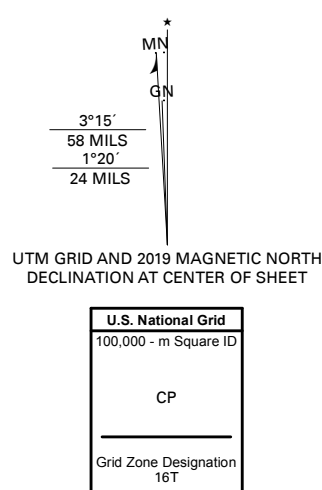 ★
MN
GN
3°15´
58 MILS
1°20´
24 MILS
UTM GRID AND 2019 MAGNETIC NORTH
DECLINATION AT CENTER OF SHEET
U.S. National Grid
100,000 - m Square ID
CP
Grid Zone Designation
16T